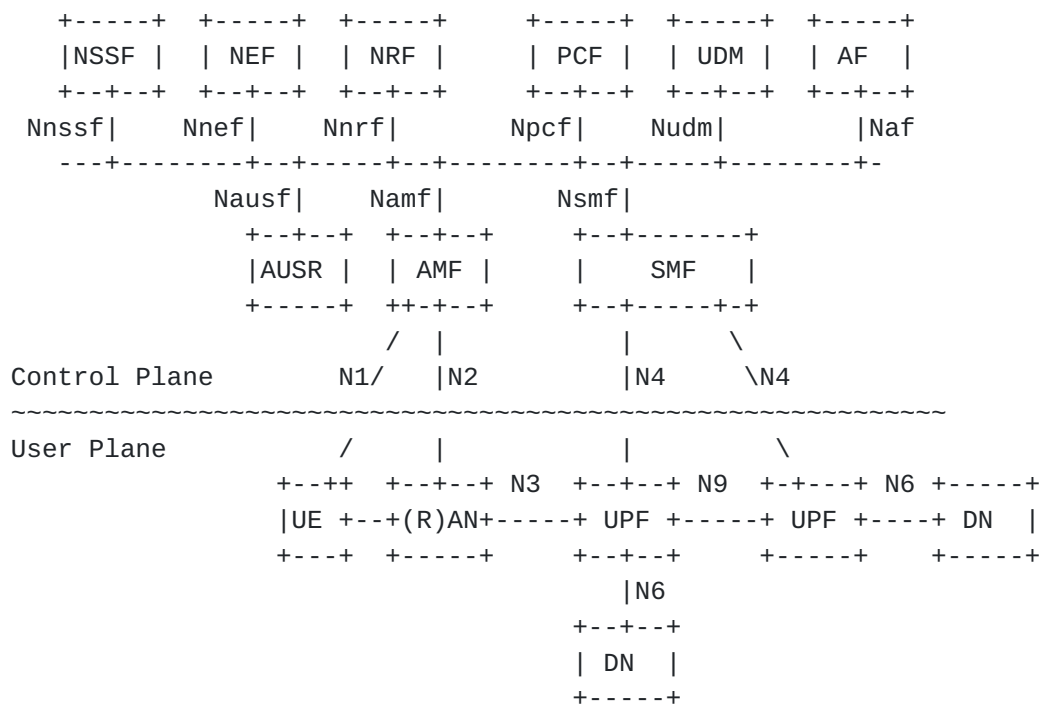 +-----+  +-----+  +-----+     +-----+  +-----+  +-----+
|NSSF |  | NEF |  | NRF |     | PCF |  | UDM |  | AF  |
+--+--+  +--+--+  +--+--+     +--+--+  +--+--+  +--+--+
Nnssf|    Nnef|    Nnrf|       Npcf|    Nudm|        |Naf
---+--------+--+-----+--+--------+--+-----+--------+-
Nausf|    Namf|       Nsmf|
+--+--+  +--+--+     +--+-------+
|AUSR |  | AMF |     |    SMF   |
+-----+  ++-+--+     +--+-----+-+
/  |           |      \
Control Plane        N1/   |N2         |N4     \N4
~~~~~~~~~~~~~~~~~~~~~~~~~~~~~~~~~~~~~~~~~~~~~~~~~~~~~~~~~~~~
User Plane           /     |           |         \
+--++  +--+--+ N3  +--+--+ N9  +-+---+ N6 +-----+
|UE +--+(R)AN+-----+ UPF +-----+ UPF +----+ DN  |
+---+  +-----+     +--+--+     +-----+    +-----+
|N6
+--+--+
| DN  |
+-----+